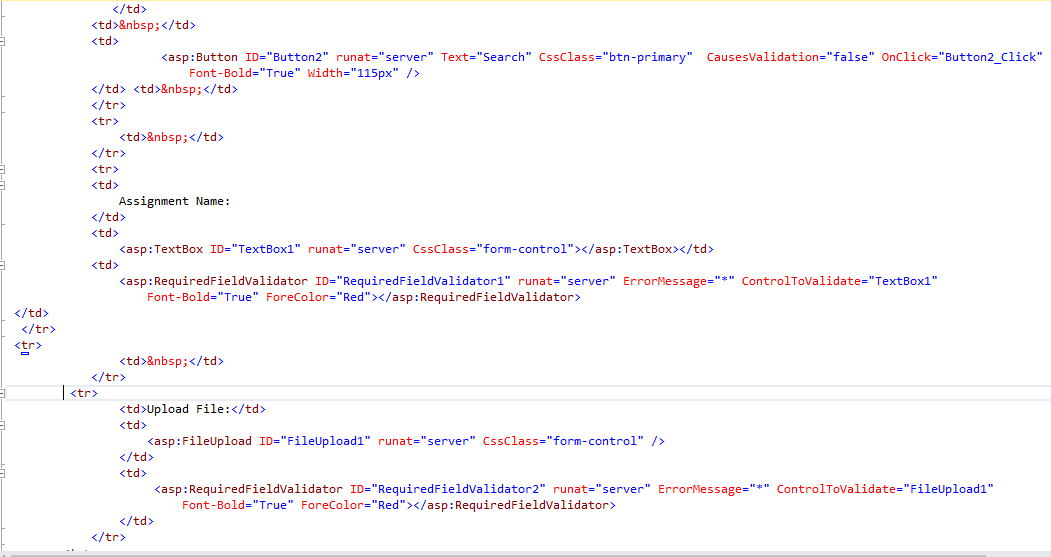 </td>
<td>&nbsp;</td>
<td>
<asp:Button ID="Button2" runat="server" Text="Search" CssClass="btn-primary"  CausesValidation="false" OnClick="Button2_Click"
Font-Bold="True" Width="115px" />
</td> <td>&nbsp;</td>
</tr>
<tr>
<td>&nbsp;</td>
</tr>
<tr>
<td>
Assignment Name:
</td>
<td>
<asp:TextBox ID="TextBox1" runat="server" CssClass="form-control"></asp:TextBox></td>
<td>
<asp:RequiredFieldValidator ID="RequiredFieldValidator1" runat="server" ErrorMessage="*" ControlToValidate="TextBox1"
Font-Bold="True" ForeColor="Red"></asp:RequiredFieldValidator>
</td>
</tr>
<tr>
<td>&nbsp;</td>
</tr>
<tr>
<td>Upload File:</td>
<td>
<asp:FileUpload ID="FileUpload1" runat="server" CssClass="form-control" />
</td>
<td>
<asp:RequiredFieldValidator ID="RequiredFieldValidator2" runat="server" ErrorMessage="*" ControlToValidate="FileUpload1"
Font-Bold="True" ForeColor="Red"></asp:RequiredFieldValidator>
</td>
</tr>